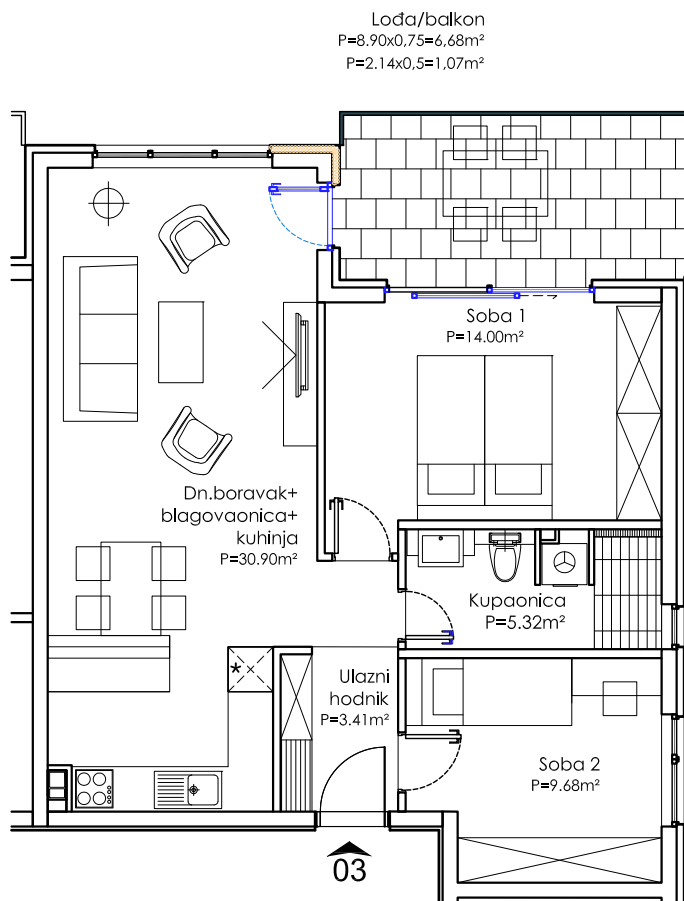 Lođa/balkon
P=8.90x0,75=6,68m²
P=2.14x0,5=1,07m²
Soba 1
P=14.00m²
Dn.boravak+
blagovaonica+
kuhinja
P=30.90m²
Kupaonica
P=5.32m²
Ulazni
hodnik
P=3.41m²
Soba 2
P=9.68m²
*
03